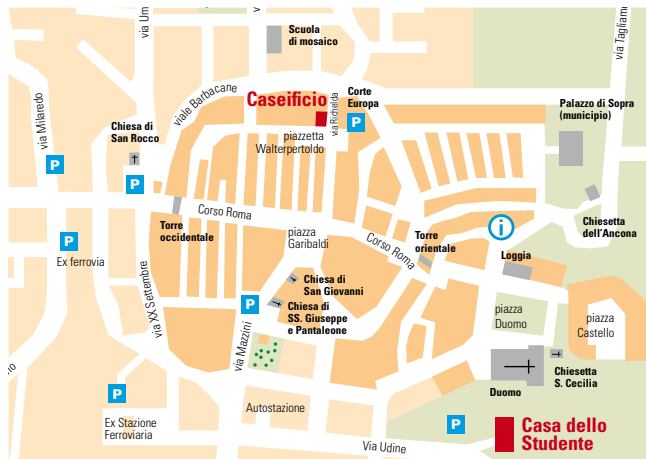 via Um
Scuola
di mosaico
via Tagliam
viale Barbacane
Caseificio
Corte
Europa
P
via Richelda
Palazzo di Sopra
(municipio)
via Milaredo
Chiesa di
San Rocco
piazzetta
Walterpertoldo
P
P
Corso Roma
Torre
occidentale
piazza
Garibaldi
Corso Roma
Torre
orientale
i
Chiesetta
dell'Ancona
P
Ex ferrovia
Loggia
via XX Settembre
Chiesa di
San Giovanni
P
Chiesa di
SS. Giuseppe
e Pantaleone
piazza
Duomo
piazza
Castello
via Mazzini
Chiesetta
S. Cecilia
Duomo
P
Autostazione
Ex Stazione
Ferroviaria
P
Casa dello
Studente
Via Udine